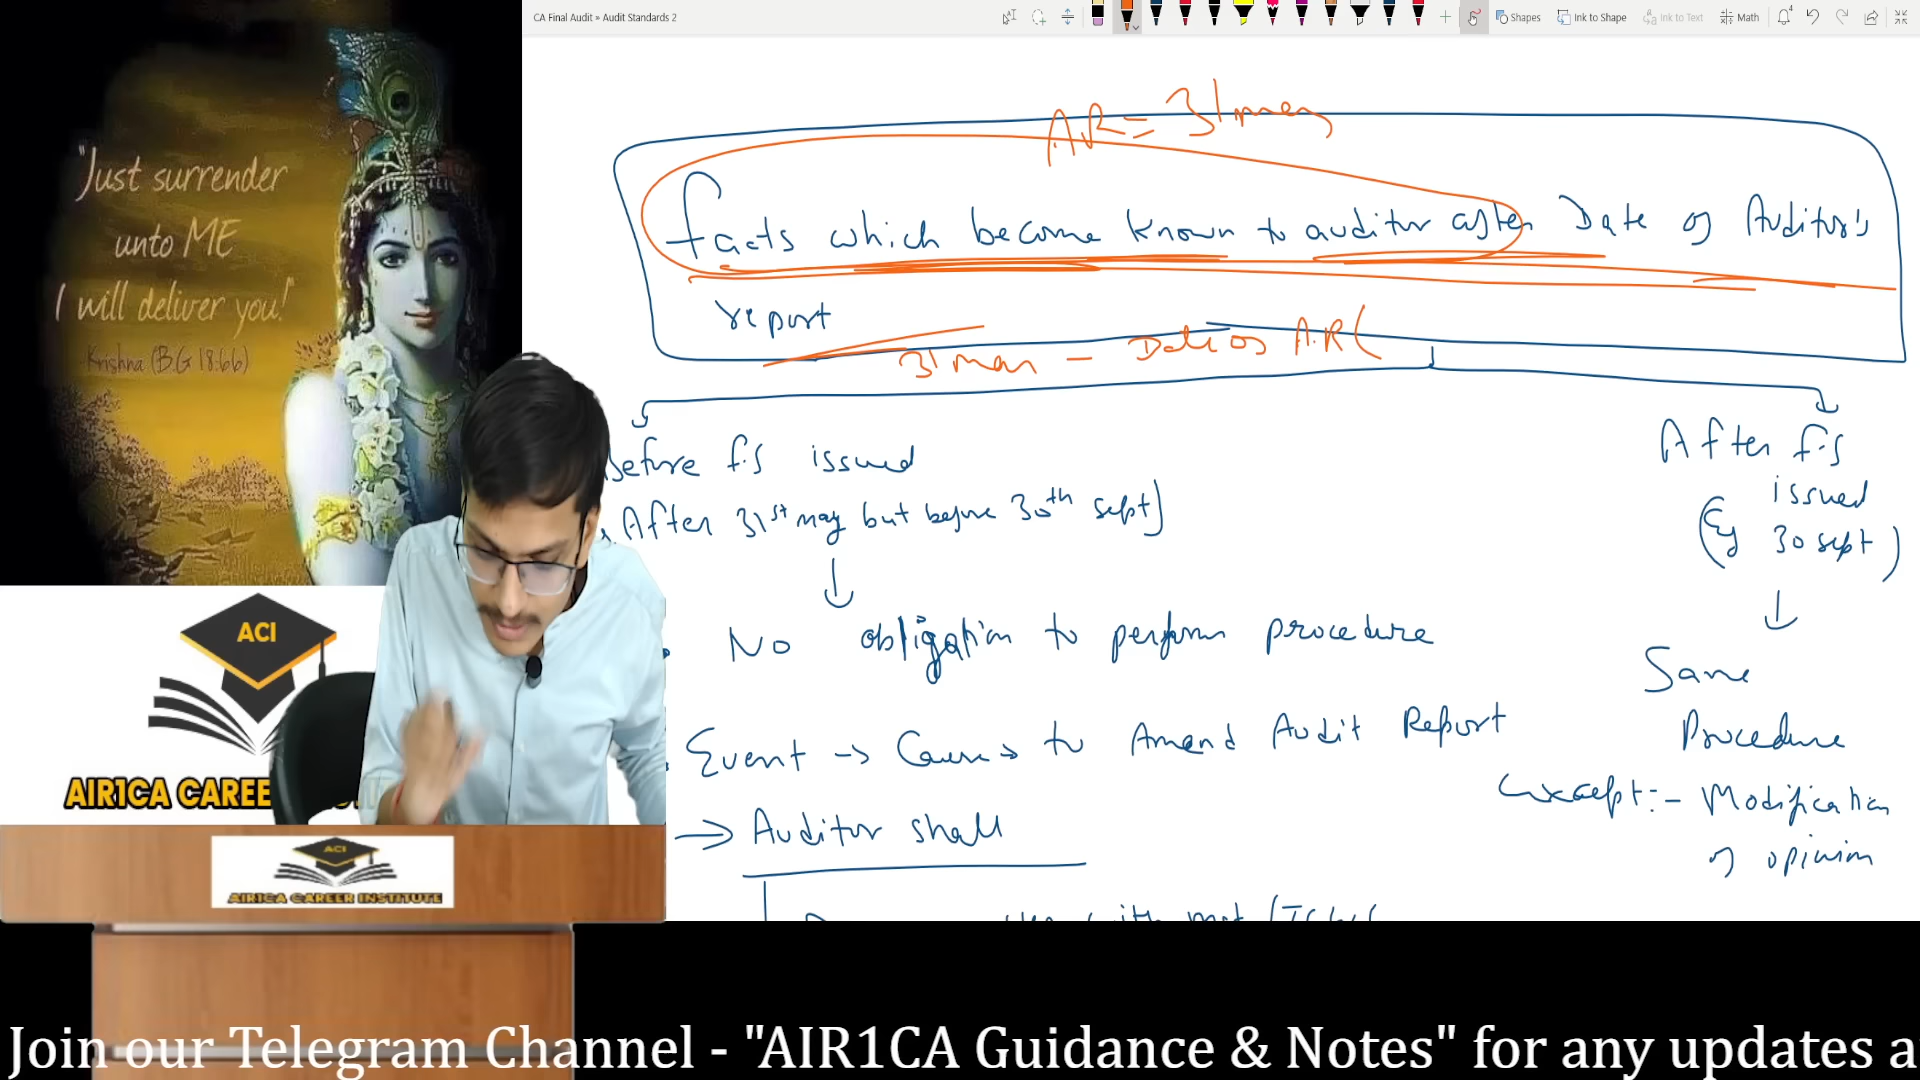 CA Final Audit » Audit Standards 2
Shapes
Ink to Shape
Ink to Text
Math
"Just surrender
unto ME
I will deliver you!"
- Krishna (B.G 18.66)
AR = 31 may
facts which become known to auditor after Date of Auditor's
report
31 may - Date of A.R (
Before f.S issued
After 31st may but before 30th sept)
No obligation to perform procedure
Event → Causes to Amend Audit Report
→ Auditor shall
After f.S
issued
(Eg 30 sept)
Same
Procedure
Except:- Modification
of opinion
ACI
AIR1CA CAREE
ACI
AIR1CA CAREER INSTITUTE
Join our Telegram Channel - "AIR1CA Guidance & Notes" for any updates a